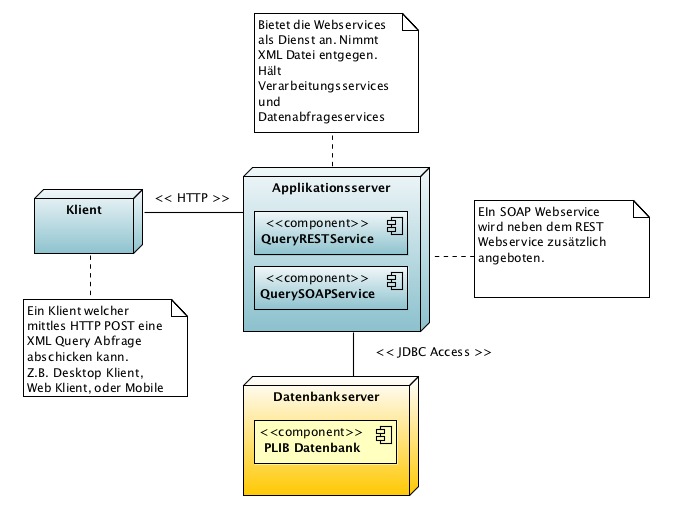 Bietet die Webservices
als Dienst an. Nimmt
XML Datei entgegen.
Hält
Verarbeitungsservices
und
Datenabfrageservices
<< HTTP >>
Klient
Applikationsserver
<<component>>
QueryRESTService
<<component>>
QuerySOAPService
EIn SOAP Webservice
wird neben dem REST
Webservice zusätzlich
angeboten.
Ein Klient welcher
mittles HTTP POST eine
XML Query Abfrage
abschicken kann.
Z.B. Desktop Klient,
Web Klient, oder Mobile
<< JDBC Access >>
Datenbankserver
<<component>>
PLIB Datenbank